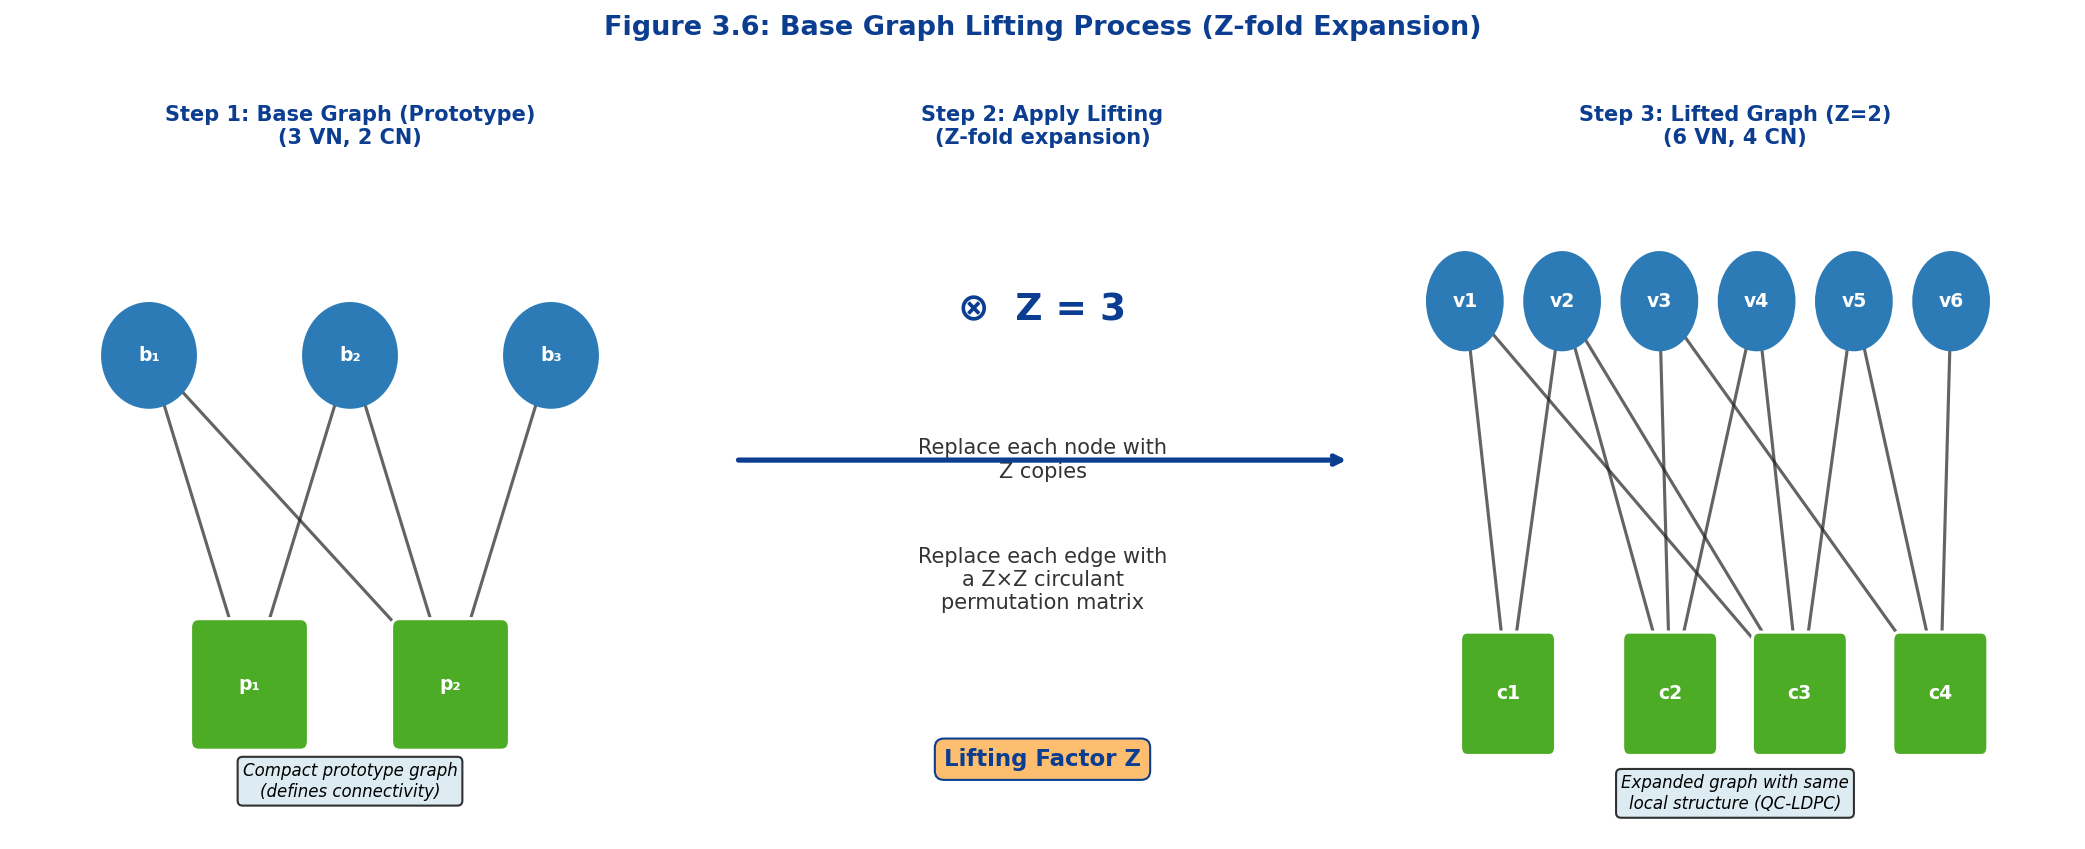 Figure 3.6: Base Graph Lifting Process (Z-fold Expansion)
Step 1: Base Graph (Prototype)
(3 VN, 2 CN)
b₁
b₂
b₃
p₁
p₂
Compact prototype graph
(defines connectivity)
Step 2: Apply Lifting
(Z-fold expansion)
⊗ Z = 3
Replace each node with
Z copies
Replace each edge with
a Z×Z circulant
permutation matrix
Lifting Factor Z
Step 3: Lifted Graph (Z=2)
(6 VN, 4 CN)
v1
v2
v3
v4
v5
v6
c1
c2
c3
c4
Expanded graph with same
local structure (QC-LDPC)